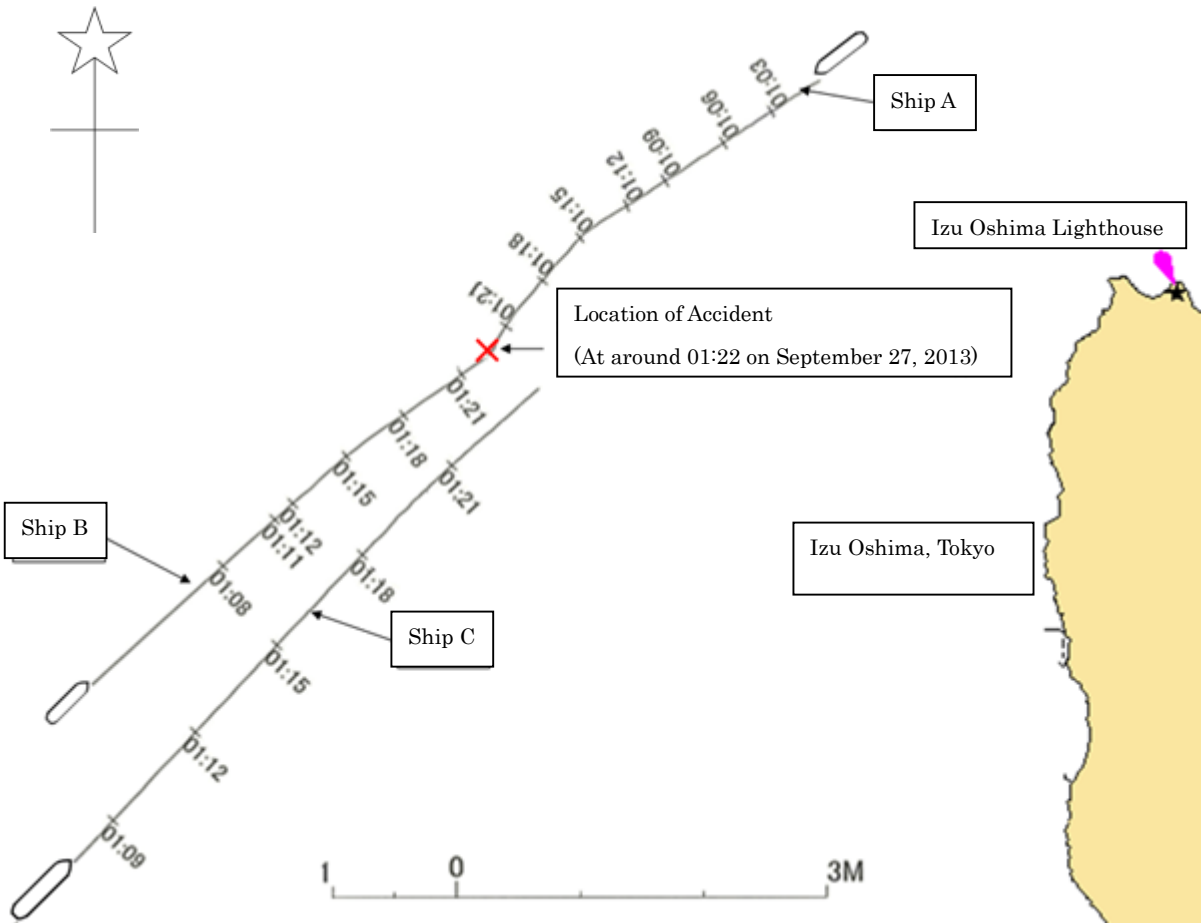 01:03
01:06
01:09
01:12
01:15
01:18
01:21
Ship A
Izu Oshima Lighthouse
Location of Accident
(At around 01:22 on September 27, 2013)
01:21
01:18
01:15
01:12
01:11
01:08
Ship B
01:21
01:18
01:15
01:12
01:09
Ship C
Izu Oshima, Tokyo
1 0 3M